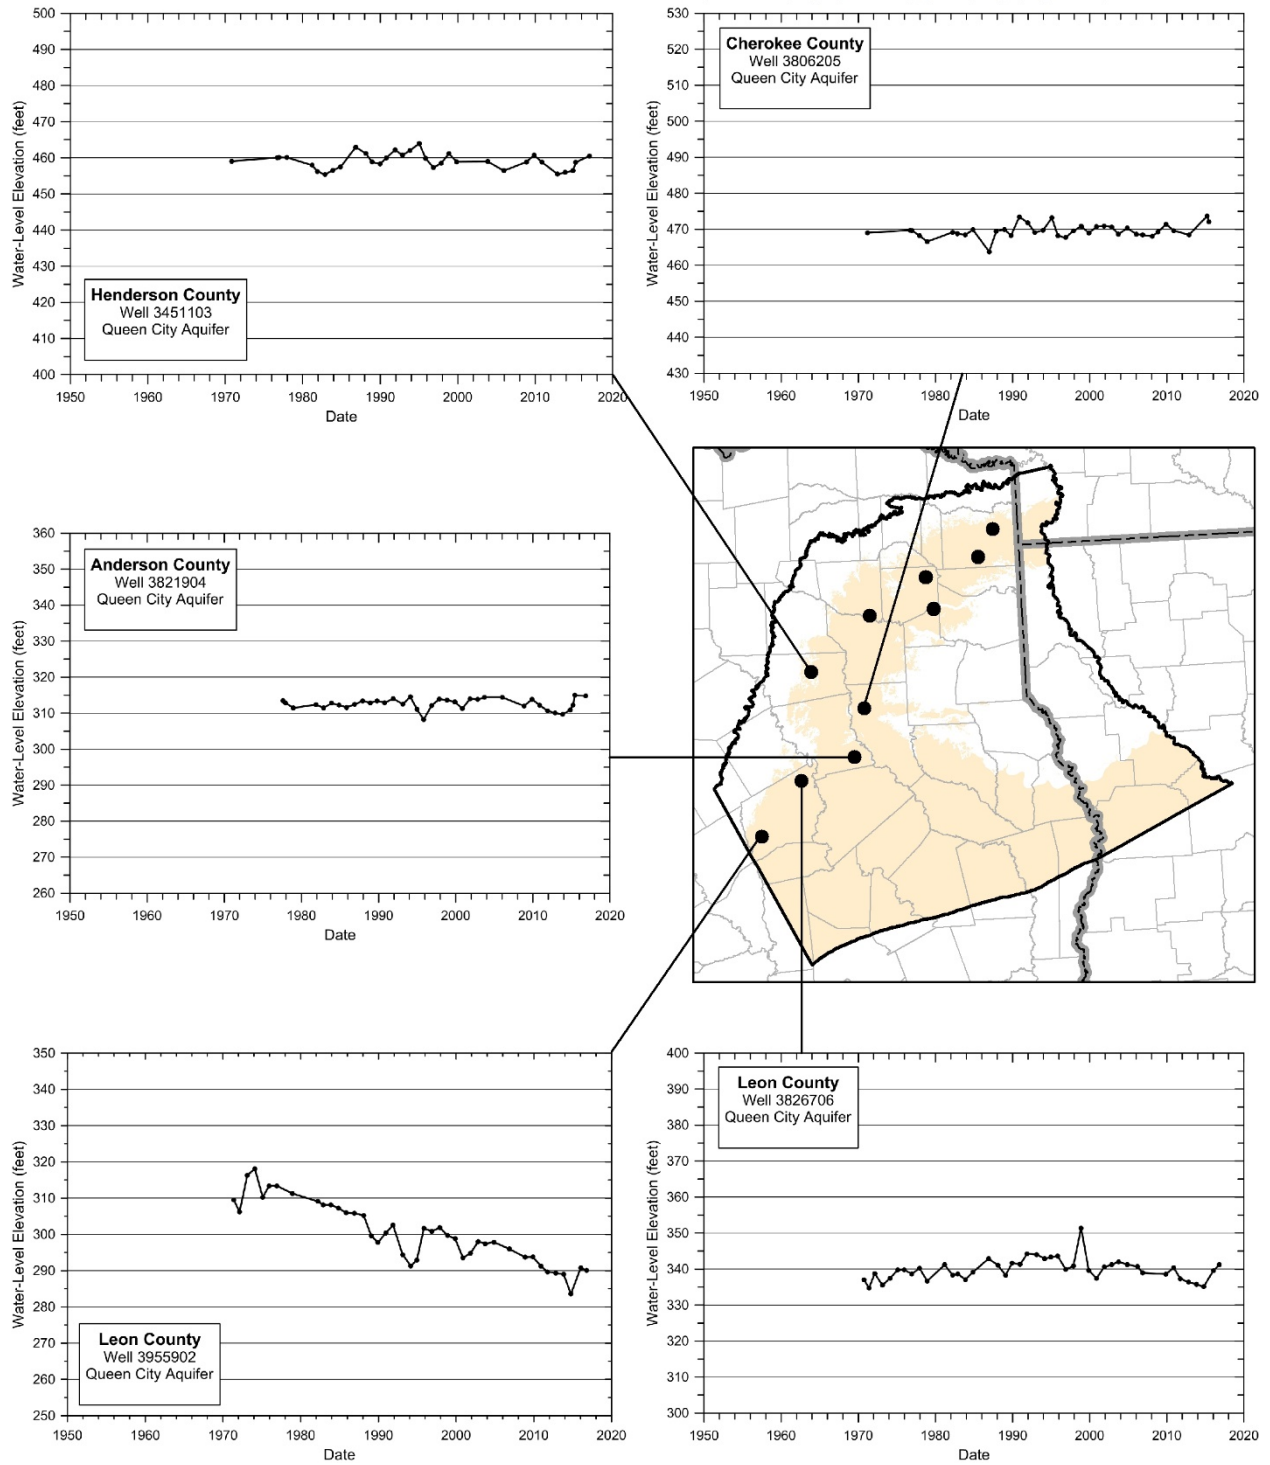 500
490
480
470
460
450
440
430
420
410
400
Water-Level Elevation (feet)
Henderson County
Well 3451103
Queen City Aquifer
1950 1960 1970 1980 1990 2000 2010 2020
Date
530
520
510
500
490
480
470
460
450
440
430
Water-Level Elevation (feet)
Cherokee County
Well 3806205
Queen City Aquifer
1950 1960 1970 1980 1990 2000 2010 2020
Date
360
350
340
330
320
310
300
290
280
270
260
Water-Level Elevation (feet)
Anderson County
Well 3821904
Queen City Aquifer
1950 1960 1970 1980 1990 2000 2010 2020
Date
350
340
330
320
310
300
290
280
270
260
250
Water-Level Elevation (feet)
Leon County
Well 3955902
Queen City Aquifer
1950 1960 1970 1980 1990 2000 2010 2020
Date
400
390
380
370
360
350
340
330
320
310
300
Water-Level Elevation (feet)
Leon County
Well 3826706
Queen City Aquifer
1950 1960 1970 1980 1990 2000 2010 2020
Date